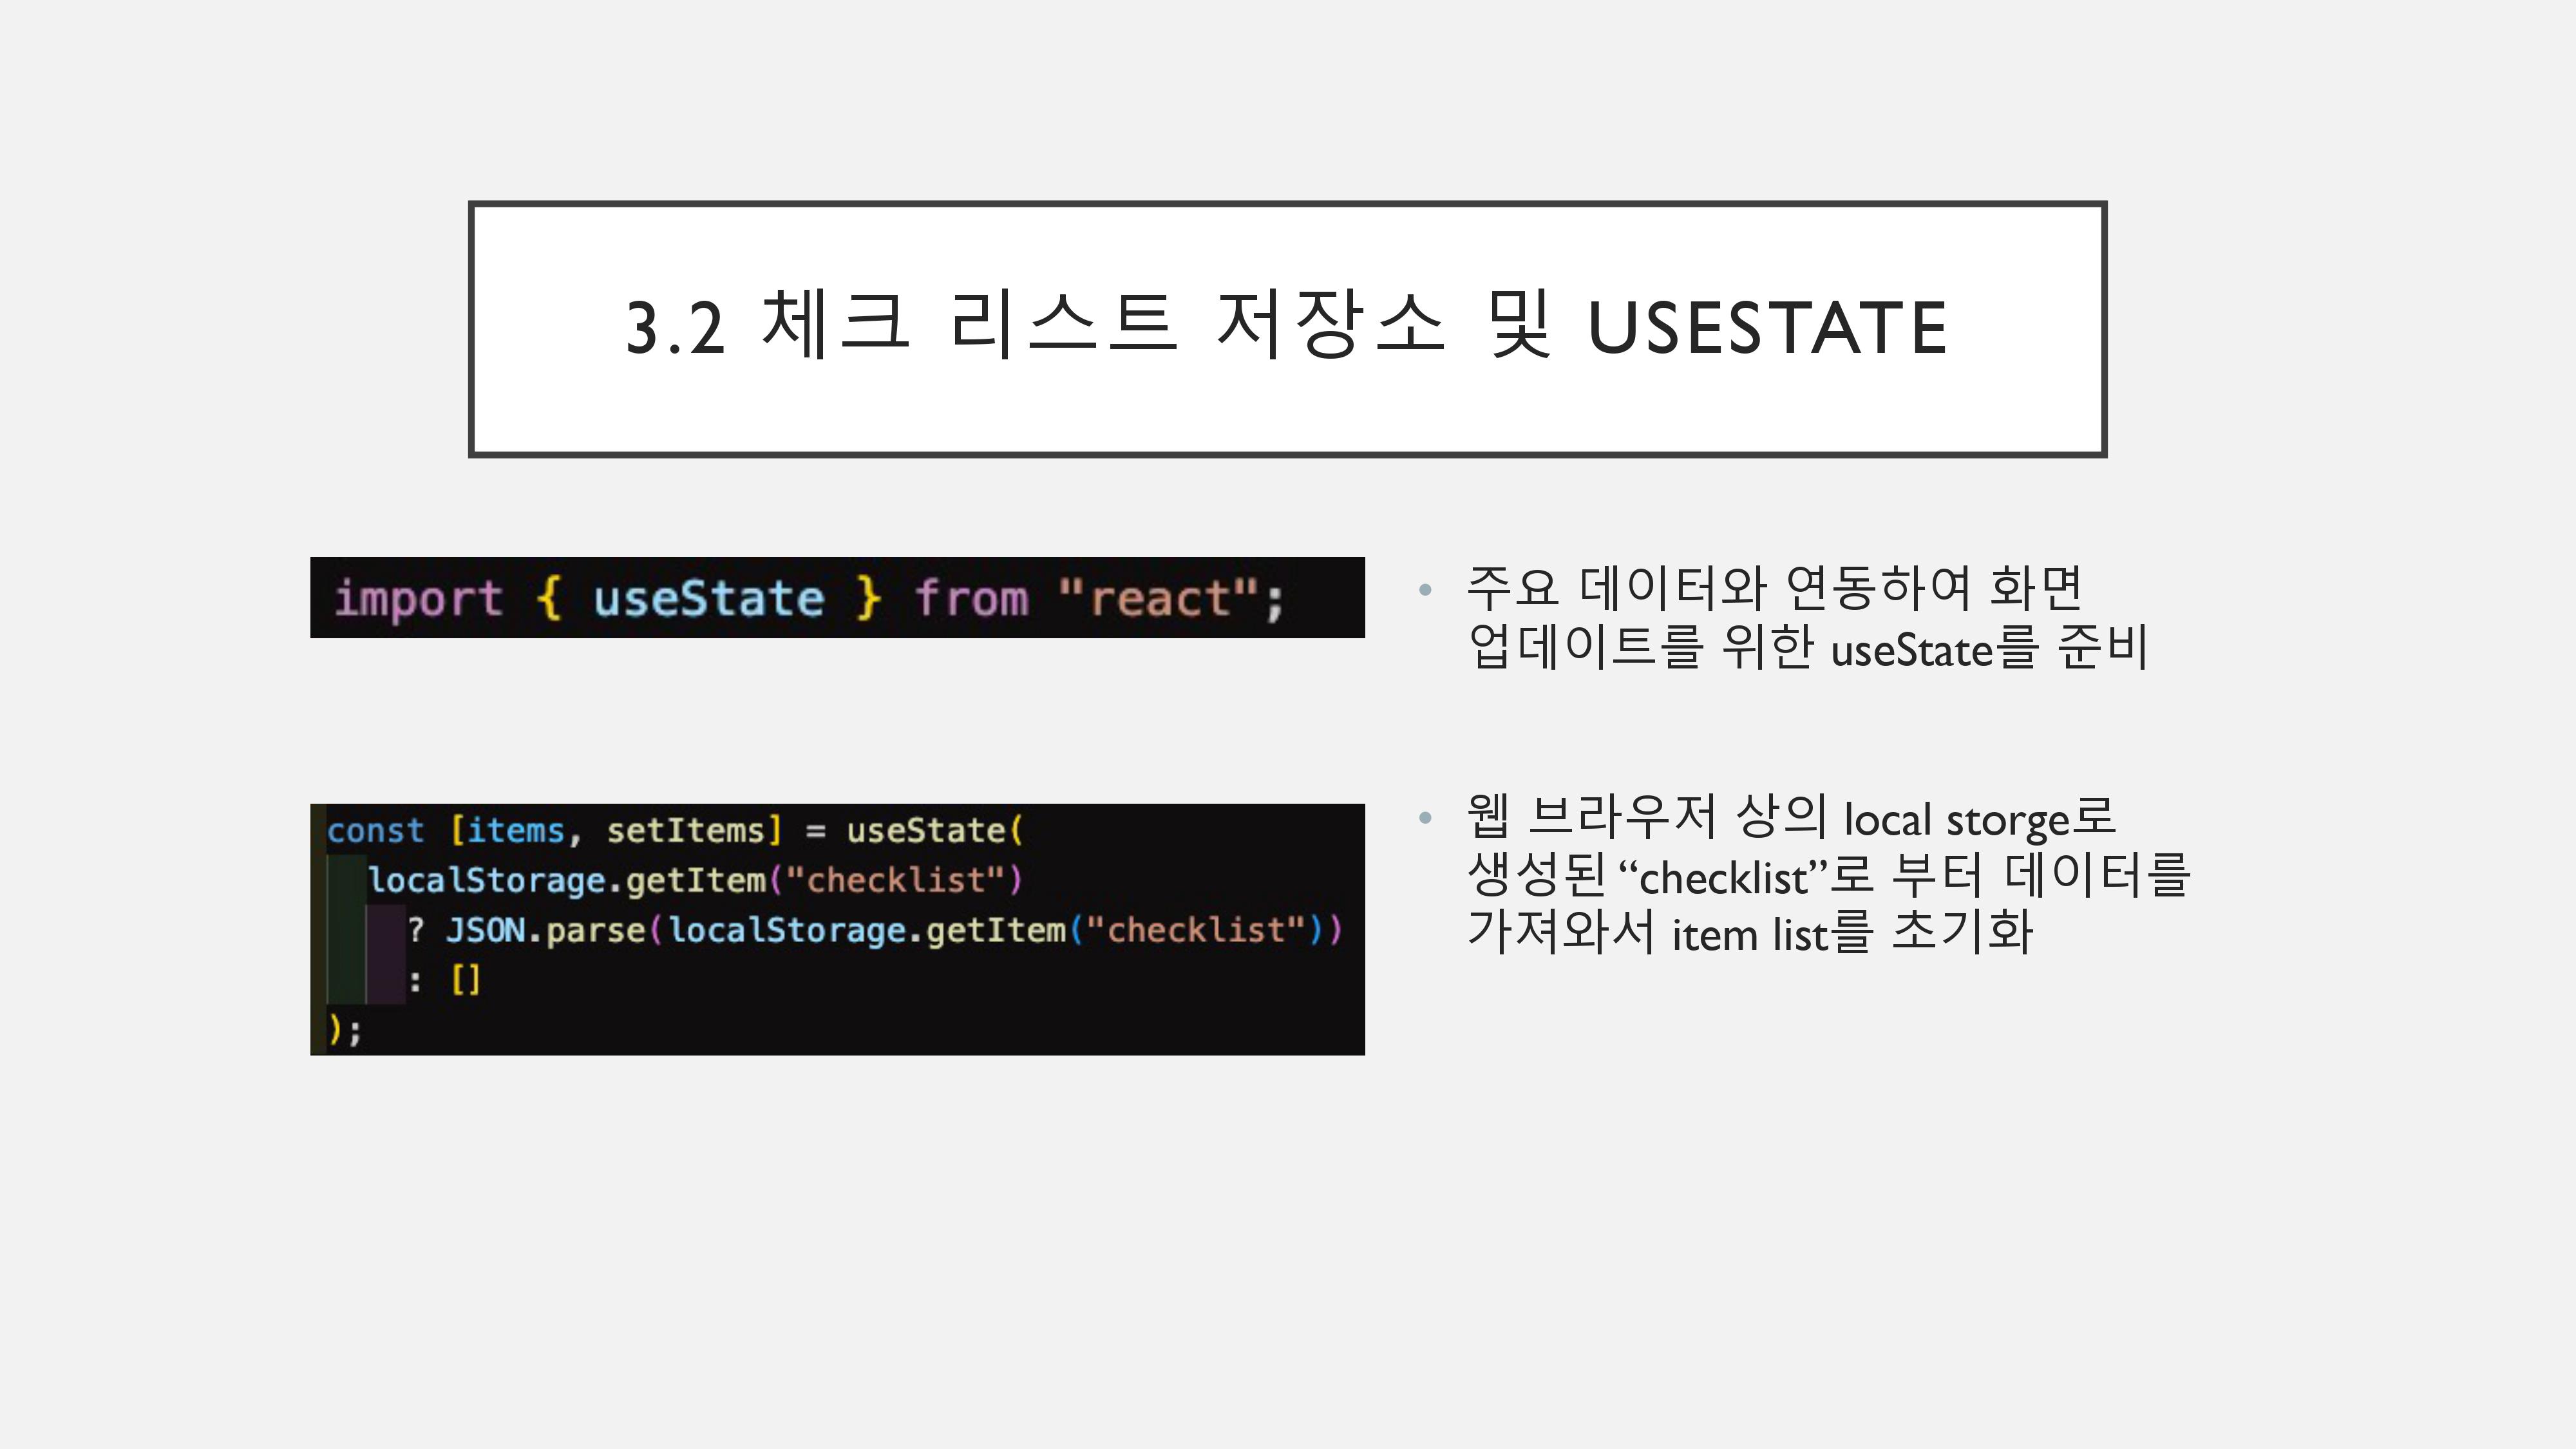 3.2 체크 리스트 저장소 및 USESTATE
import { useState } from "react";
• 주요 데이터와 연동하여 화면
업데이트를 위한 useState를 준비
const [items, setItems] = useState(
localStorage.getItem("checklist")
? JSON.parse(localStorage.getItem("checklist"))
: []
);
• 웹 브라우저 상의 local storge로
생성된 “checklist”로 부터 데이터를
가져와서 item list를 초기화